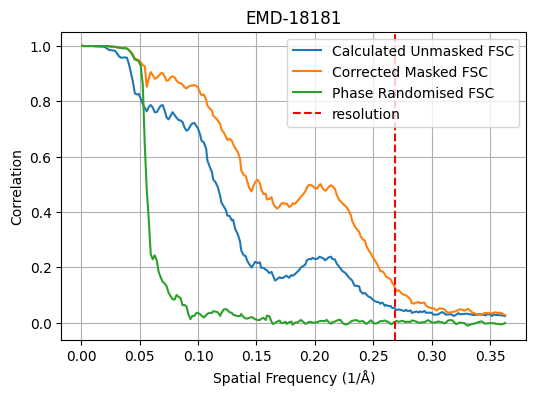 EMD-18181
1.0
0.8
0.6
0.4
0.2
0.0
Correlation
Calculated Unmasked FSC
Corrected Masked FSC
Phase Randomised FSC
resolution
0.00 0.05 0.10 0.15 0.20 0.25 0.30 0.35
Spatial Frequency (1/Å)